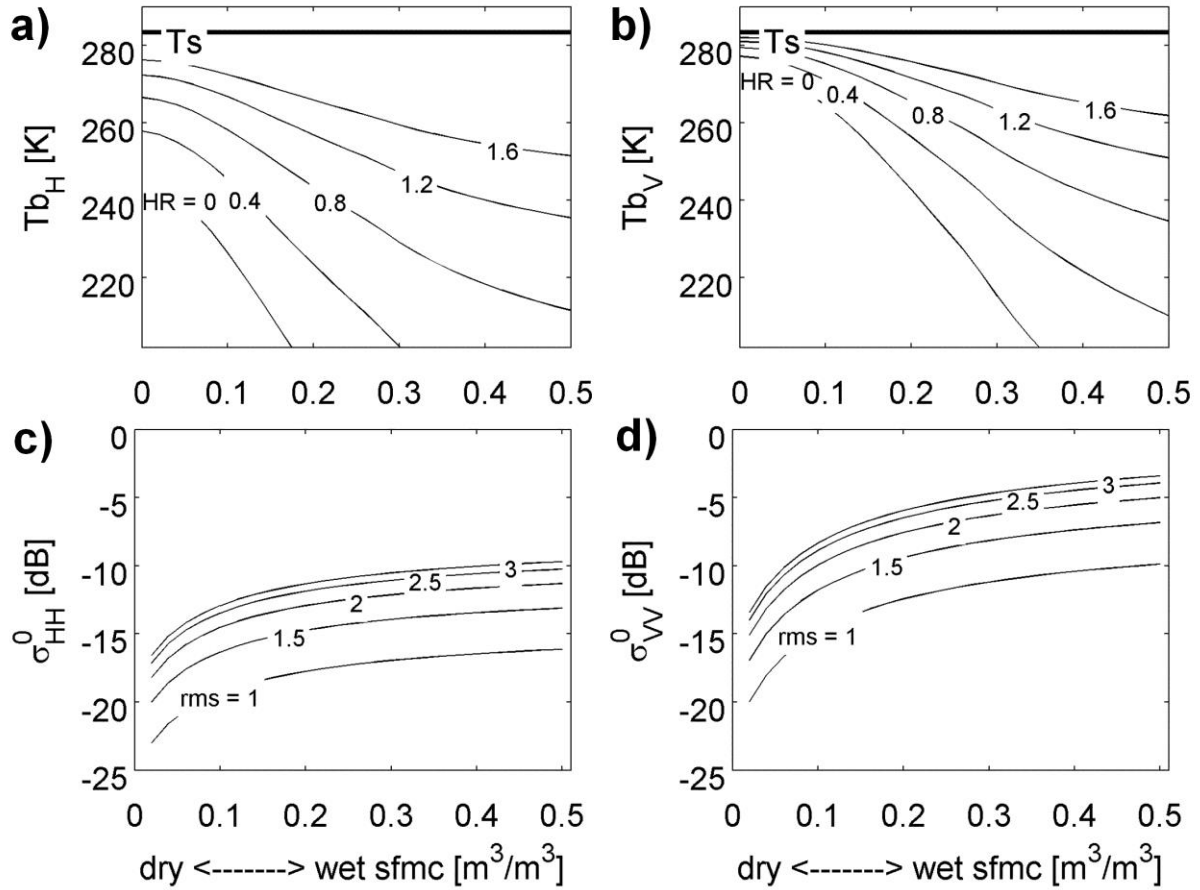 a)
Ts
280
260
240
220
Tb_H [K]
HR = 0
0.4
0.8
1.2
1.6
0 0.1 0.2 0.3 0.4 0.5
b)
Ts
280
260
240
220
Tb_V [K]
HR = 0
0.4
0.8
1.2
1.6
0 0.1 0.2 0.3 0.4 0.5
c)
0
-5
-10
-15
-20
-25
σ⁰_HH [dB]
rms = 1
1.5
2
2.5
3
0 0.1 0.2 0.3 0.4 0.5
dry <-------> wet sfmc [m³/m³]
d)
0
-5
-10
-15
-20
-25
σ⁰_VV [dB]
rms = 1
1.5
2
2.5
3
0 0.1 0.2 0.3 0.4 0.5
dry <-------> wet sfmc [m³/m³]